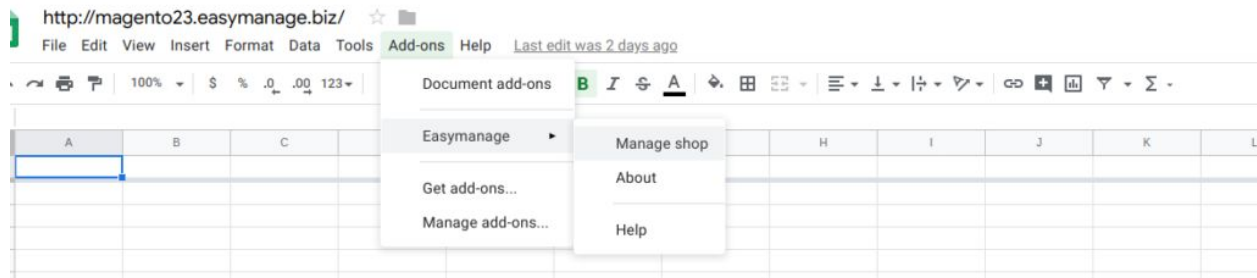 http://magento23.easymanage.biz/
File Edit View Insert Format Data Tools Add-ons Help Last edit was 2 days ago
100% $ % .0 .00 123 B I S A Σ
Document add-ons
Easymanage
Manage shop
About
Get add-ons...
Manage add-ons...
Help
A B C H I J K L